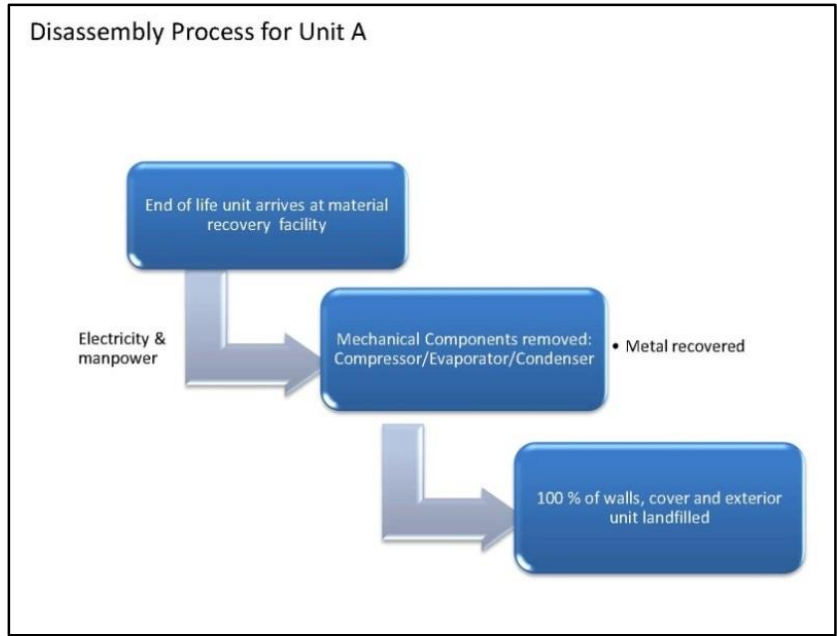 Disassembly Process for Unit A
End of life unit arrives at material
recovery facility
Electricity &
manpower
Mechanical Components removed:
Compressor/Evaporator/Condenser
• Metal recovered
100 % of walls, cover and exterior
unit landfilled